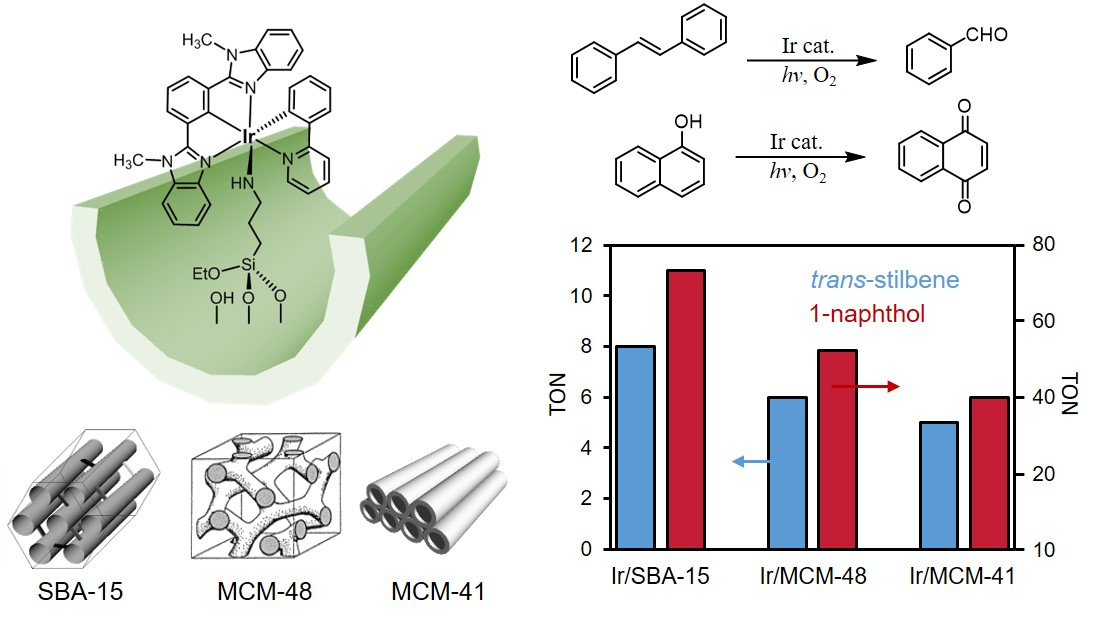 H₃C
N
N
Ir
H₃C
N
N
N
HN
Si
EtO
OH
O
O
SBA-15
MCM-48
MCM-41
Ir cat.
hν, O₂
CHO
OH
Ir cat.
hν, O₂
O
O
trans-stilbene
1-naphthol
TON
12
10
8
6
4
2
0
80
60
40
20
10
TON
Ir/SBA-15
Ir/MCM-48
Ir/MCM-41